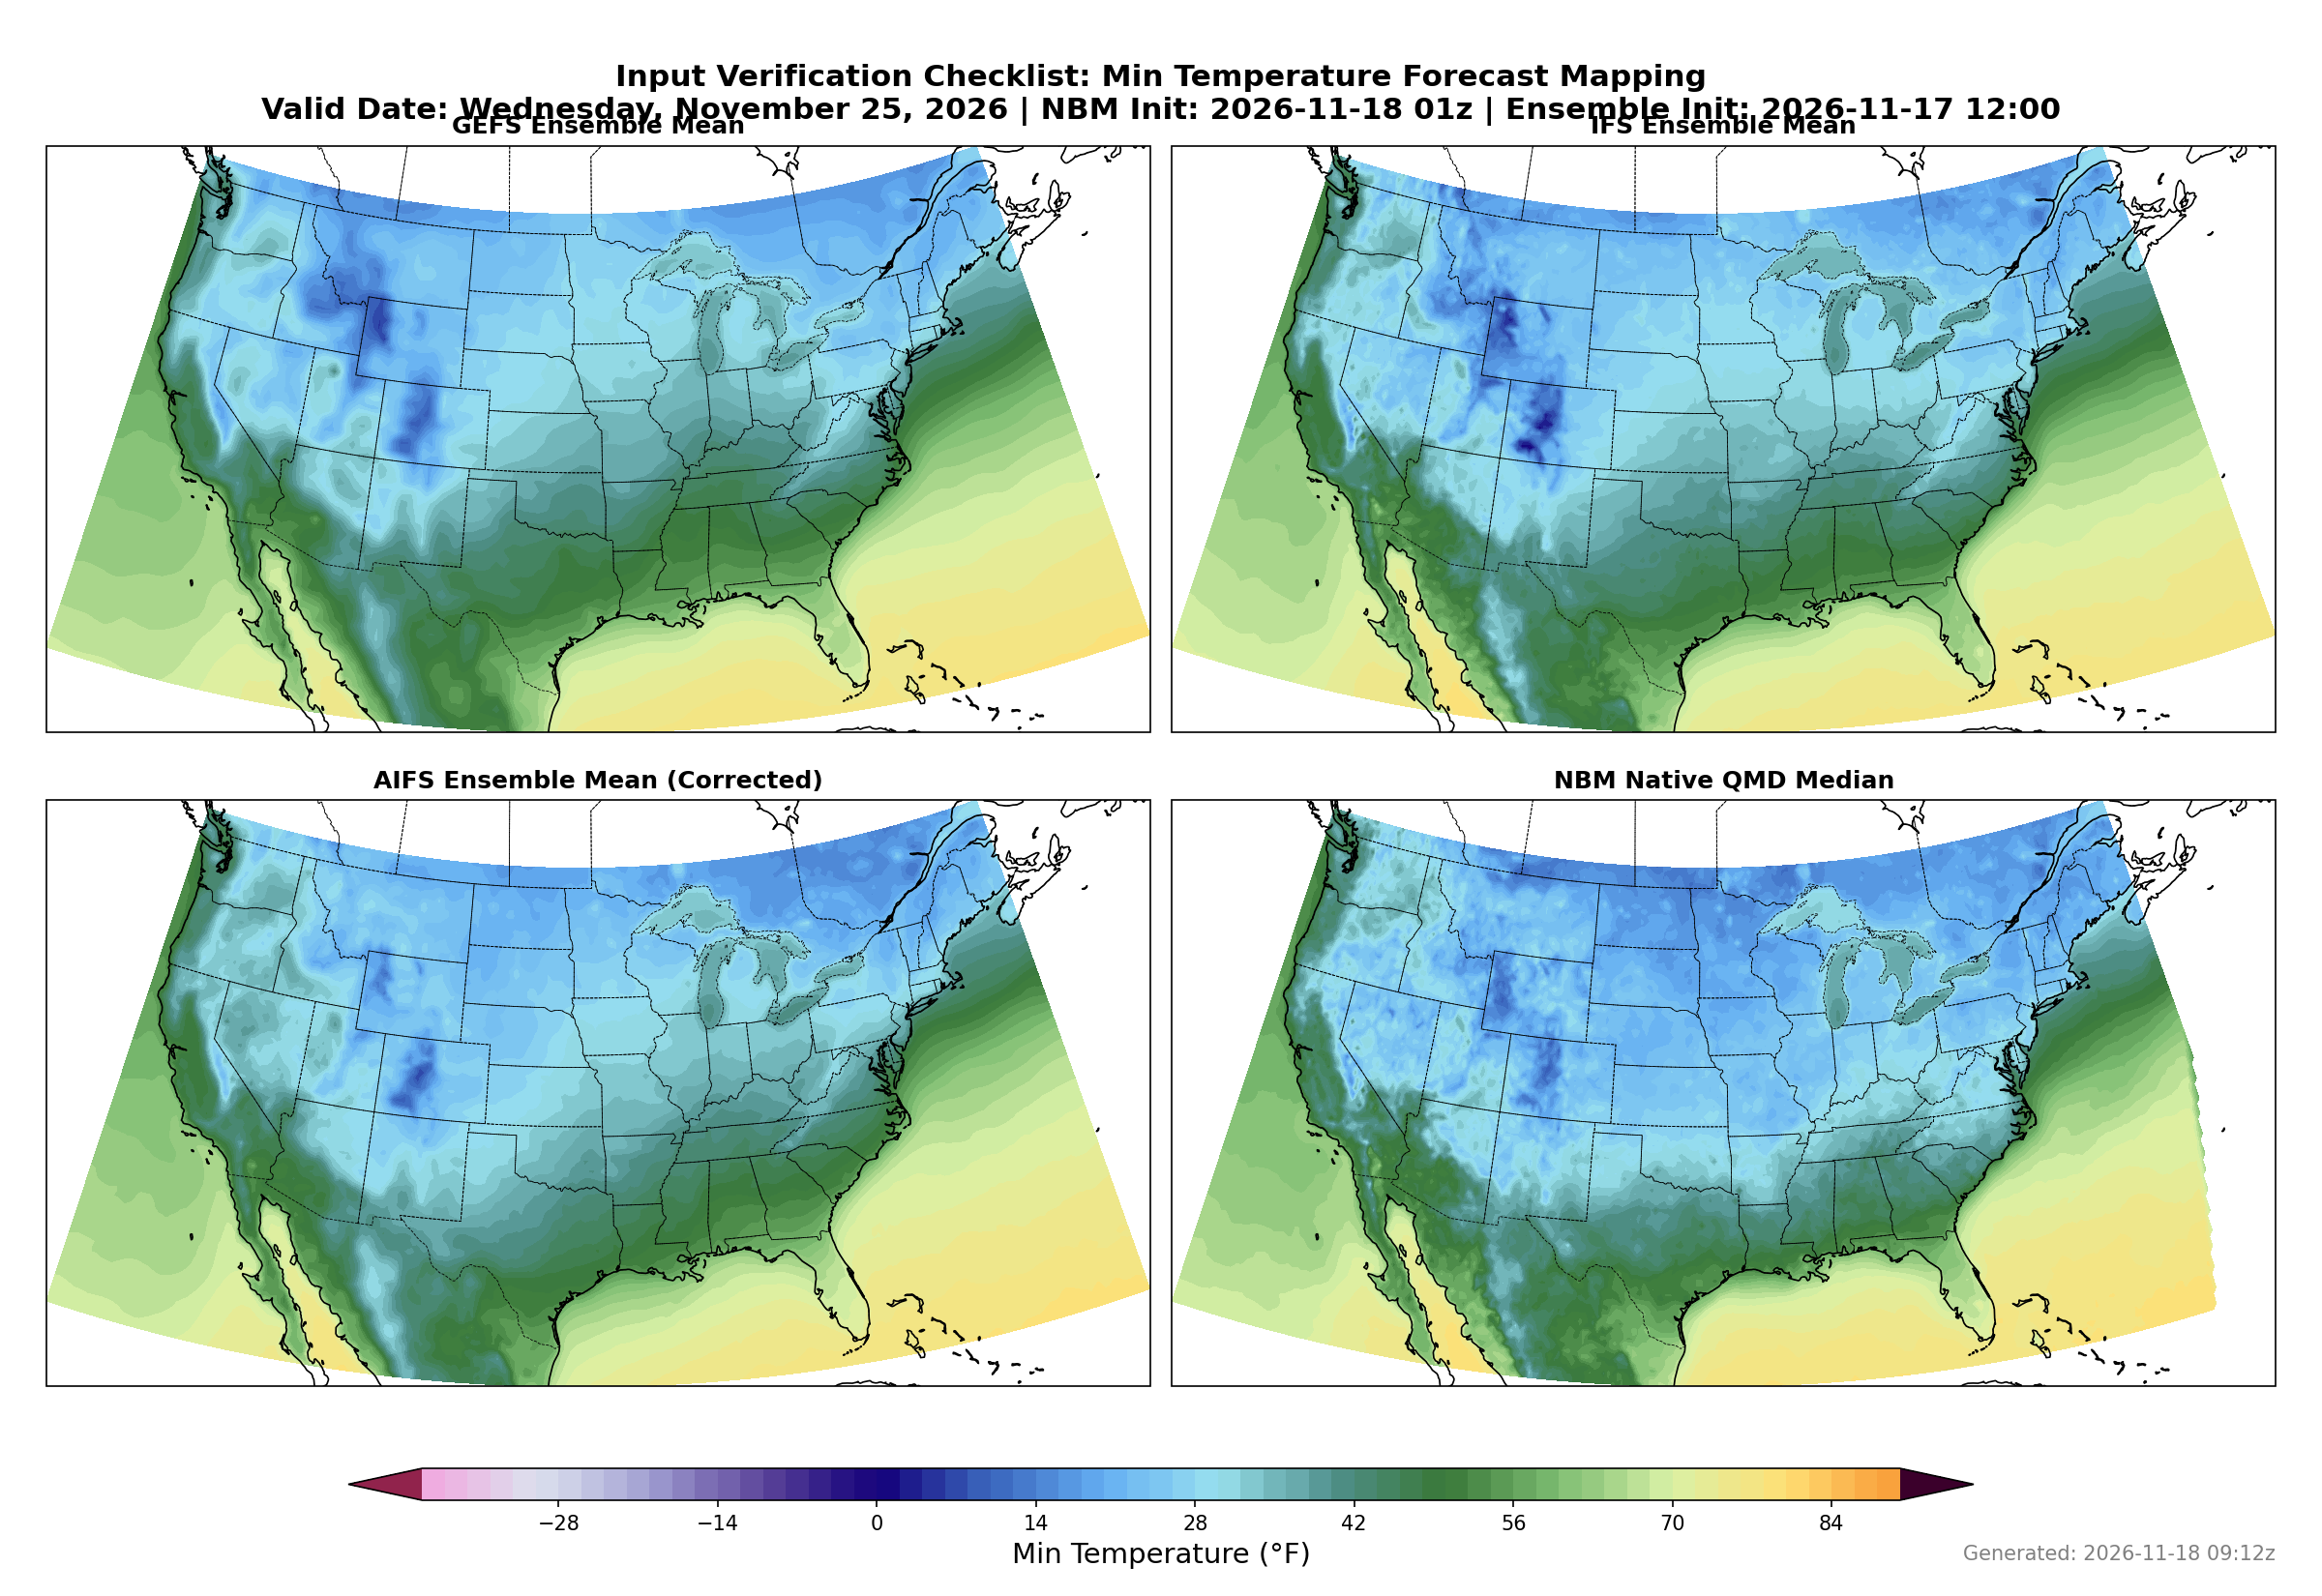 Input Verification Checklist: Min Temperature Forecast Mapping
Valid Date: Wednesday, November 25, 2026 | NBM Init: 2026-11-18 01z | Ensemble Init: 2026-11-17 12:00
GEFS Ensemble Mean
IFS Ensemble Mean
AIFS Ensemble Mean (Corrected)
NBM Native QMD Median
−28 −14 0 14 28 42 56 70 84
Min Temperature (°F)
Generated: 2026-11-18 09:12z